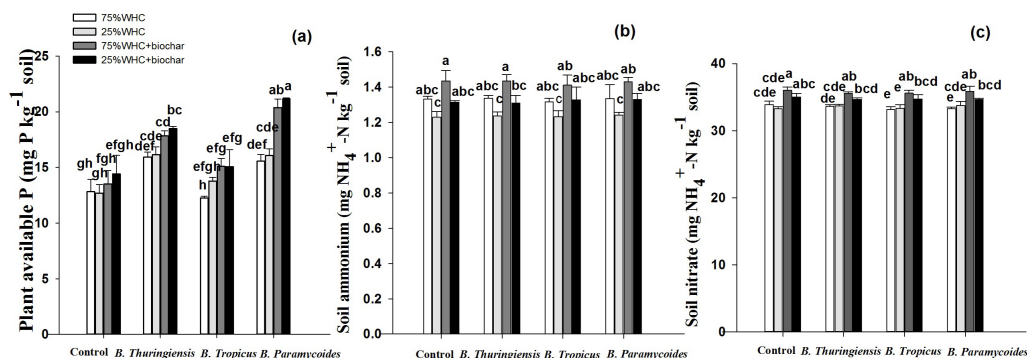 75%WHC
25%WHC
75%WHC+biochar
25%WHC+biochar
(a)
Plant available P (mg P kg-1 soil)
25
20
15
10
5
0
gh
gh
fgh
efgh
def
cde
cd
bc
h
efgh
efg
efg
def
cde
ab
a
Control
B. Thuringiensis
B. Tropicus
B. Paramycoides
(b)
Soil ammonium (mg NH4+-N kg-1 soil)
1.6
1.4
1.2
1.0
0.8
0.6
0.4
0.2
0.0
abc
c
a
abc
abc
c
a
abc
abc
c
ab
abc
abc
c
ab
abc
Control
B. Thuringiensis
B. Tropicus
B. Paramycoides
(c)
Soil nitrate (mg NH4+-N kg-1 soil)
50
40
30
20
10
0
cde
cde
a
abc
cde
de
ab
bcd
e
e
ab
bcd
e
cde
ab
bcd
Control
B. Thuringiensis
B. Tropicus
B. Paramycoides